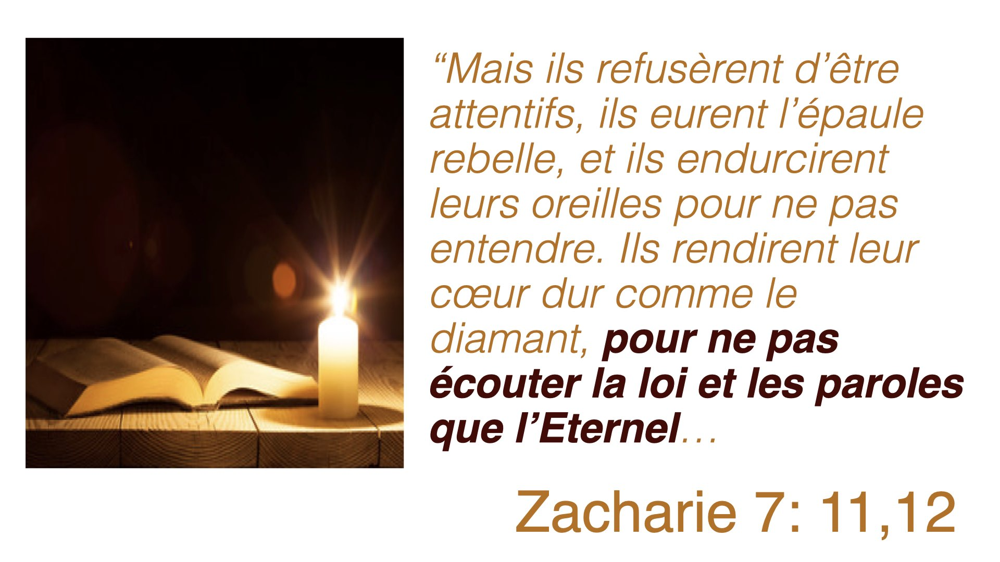 “Mais ils refusèrent d’être
attentifs, ils eurent l’épaule
rebelle, et ils endurcirent
leurs oreilles pour ne pas
entendre. Ils rendirent leur
cœur dur comme le
diamant, pour ne pas
écouter la loi et les paroles
que l’Eternel…
Zacharie 7: 11,12